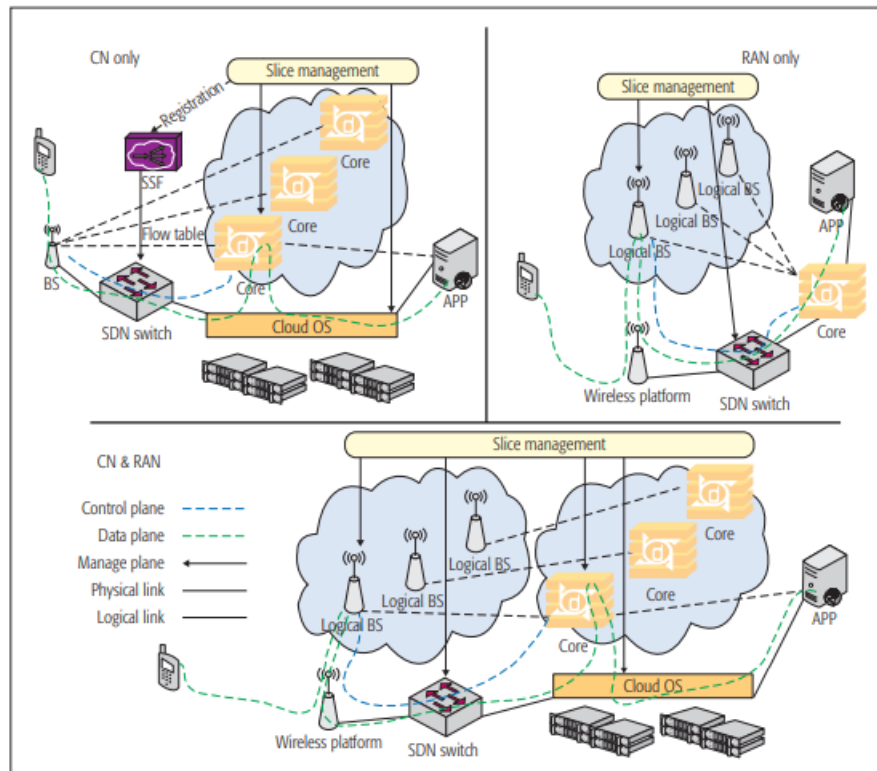 CN only
Slice management
Registration
SSF
Core
Core
Flow table
Core
BS
SDN switch
Cloud OS
APP
RAN only
Slice management
Logical BS
Logical BS
Logical BS
APP
Core
Wireless platform
SDN switch
CN & RAN
Slice management
Control plane
Data plane
Manage plane
Physical link
Logical link
Logical BS
Logical BS
Logical BS
Core
Core
Core
APP
Cloud OS
Wireless platform
SDN switch